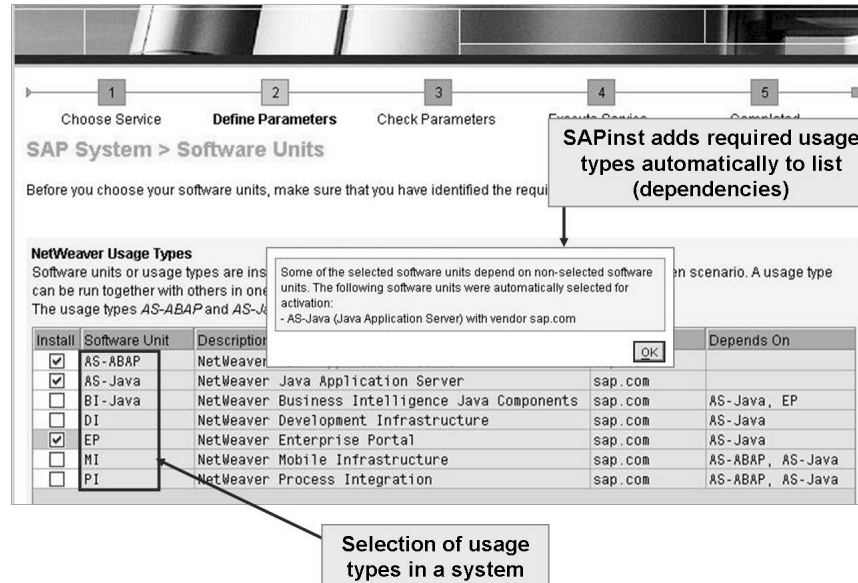 1 2 3 4 5
Choose Service Define Parameters Check Parameters Execute Service Completed
SAP System > Software Units
SAPinst adds required usage
types automatically to list
(dependencies)
Before you choose your software units, make sure that you have identified the requi
NetWeaver Usage Types
Software units or usage types are ins en scenario. A usage type
can be run together with others in one
The usage types AS-ABAP and AS-Ja
Some of the selected software units depend on non-selected software
units. The following software units were automatically selected for
activation:
- AS-Java (Java Application Server) with vendor sap.com
OK
Install Software Unit Description Depends On
AS-ABAP NetWeaver
AS-Java NetWeaver Java Application Server sap.com
BI-Java NetWeaver Business Intelligence Java Components sap.com AS-Java, EP
DI NetWeaver Development Infrastructure sap.com AS-Java
EP NetWeaver Enterprise Portal sap.com AS-Java
MI NetWeaver Mobile Infrastructure sap.com AS-ABAP, AS-Java
PI NetWeaver Process Integration sap.com AS-ABAP, AS-Java
Selection of usage
types in a system